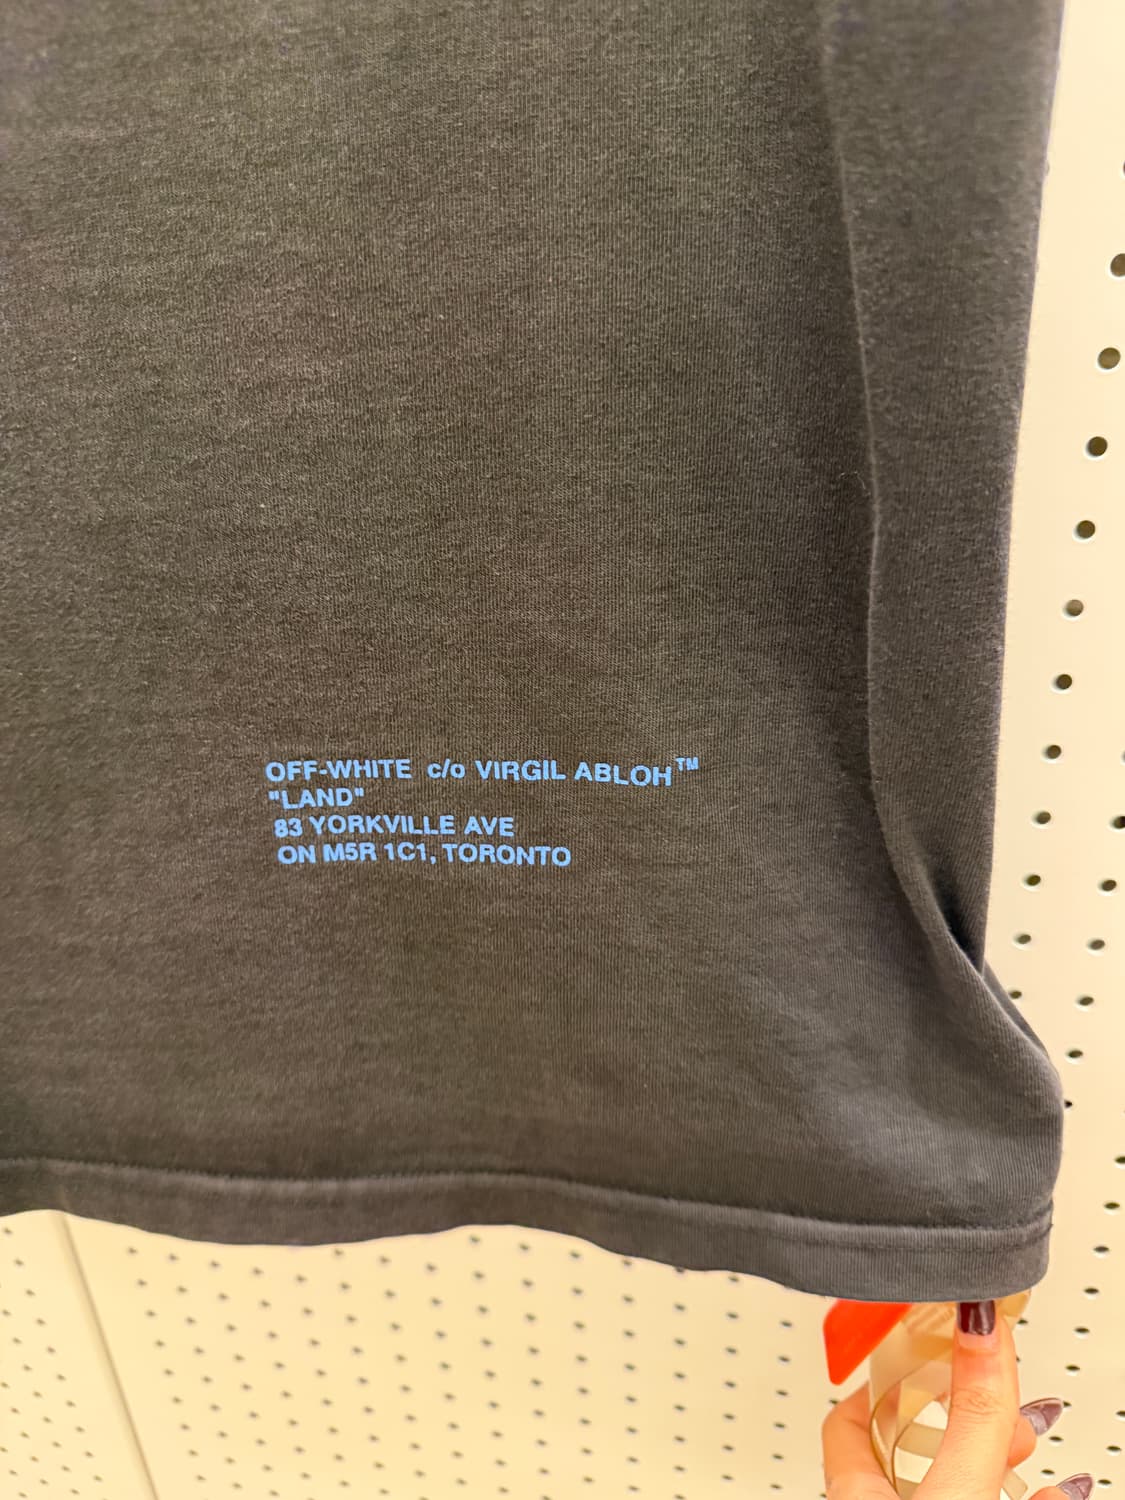 OFF-WHITE c/o VIRGIL ABLOH™
"LAND"
83 YORKVILLE AVE
ON M5R 1C1, TORONTO